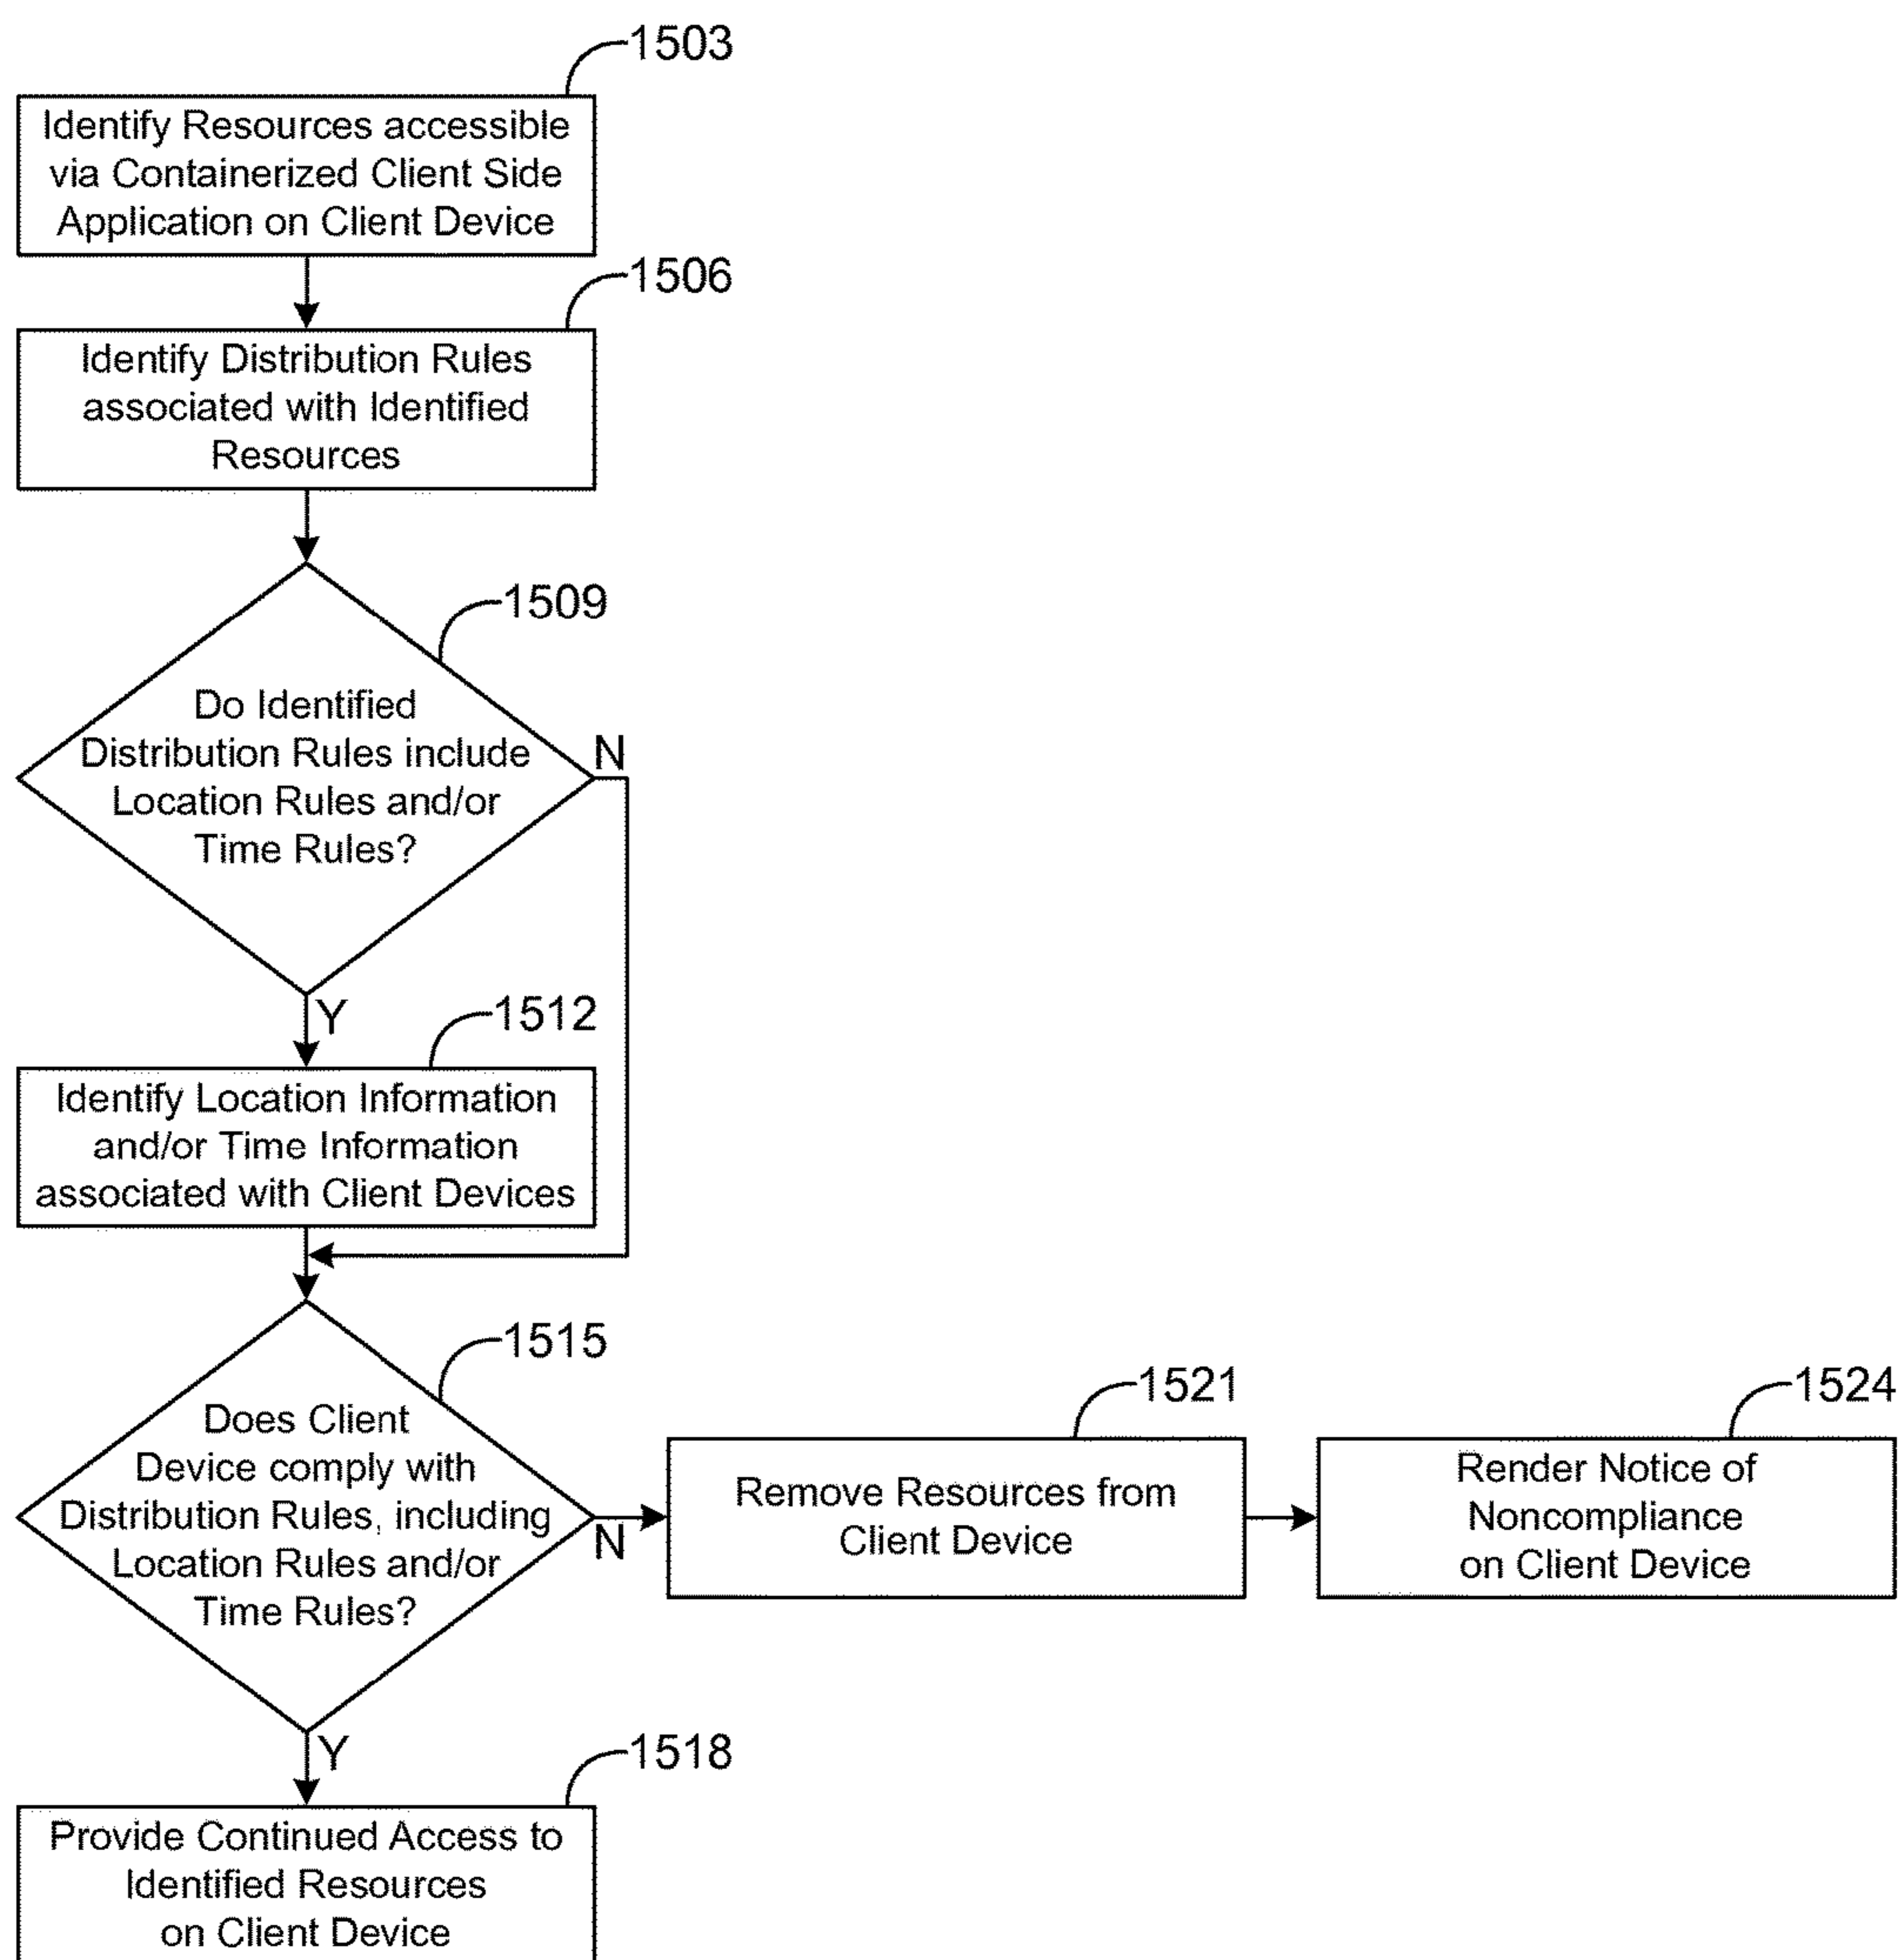 1503
Identify Resources accessible
via Containerized Client Side
Application on Client Device
1506
Identify Distribution Rules
associated with Identified
Resources
1509
Do Identified
Distribution Rules include
Location Rules and/or
Time Rules?
N
Y
1512
Identify Location Information
and/or Time Information
associated with Client Devices
1515
Does Client
Device comply with
Distribution Rules, including
Location Rules and/or
Time Rules?
N
1521
Remove Resources from
Client Device
1524
Render Notice of
Noncompliance
on Client Device
Y
1518
Provide Continued Access to
Identified Resources
on Client Device